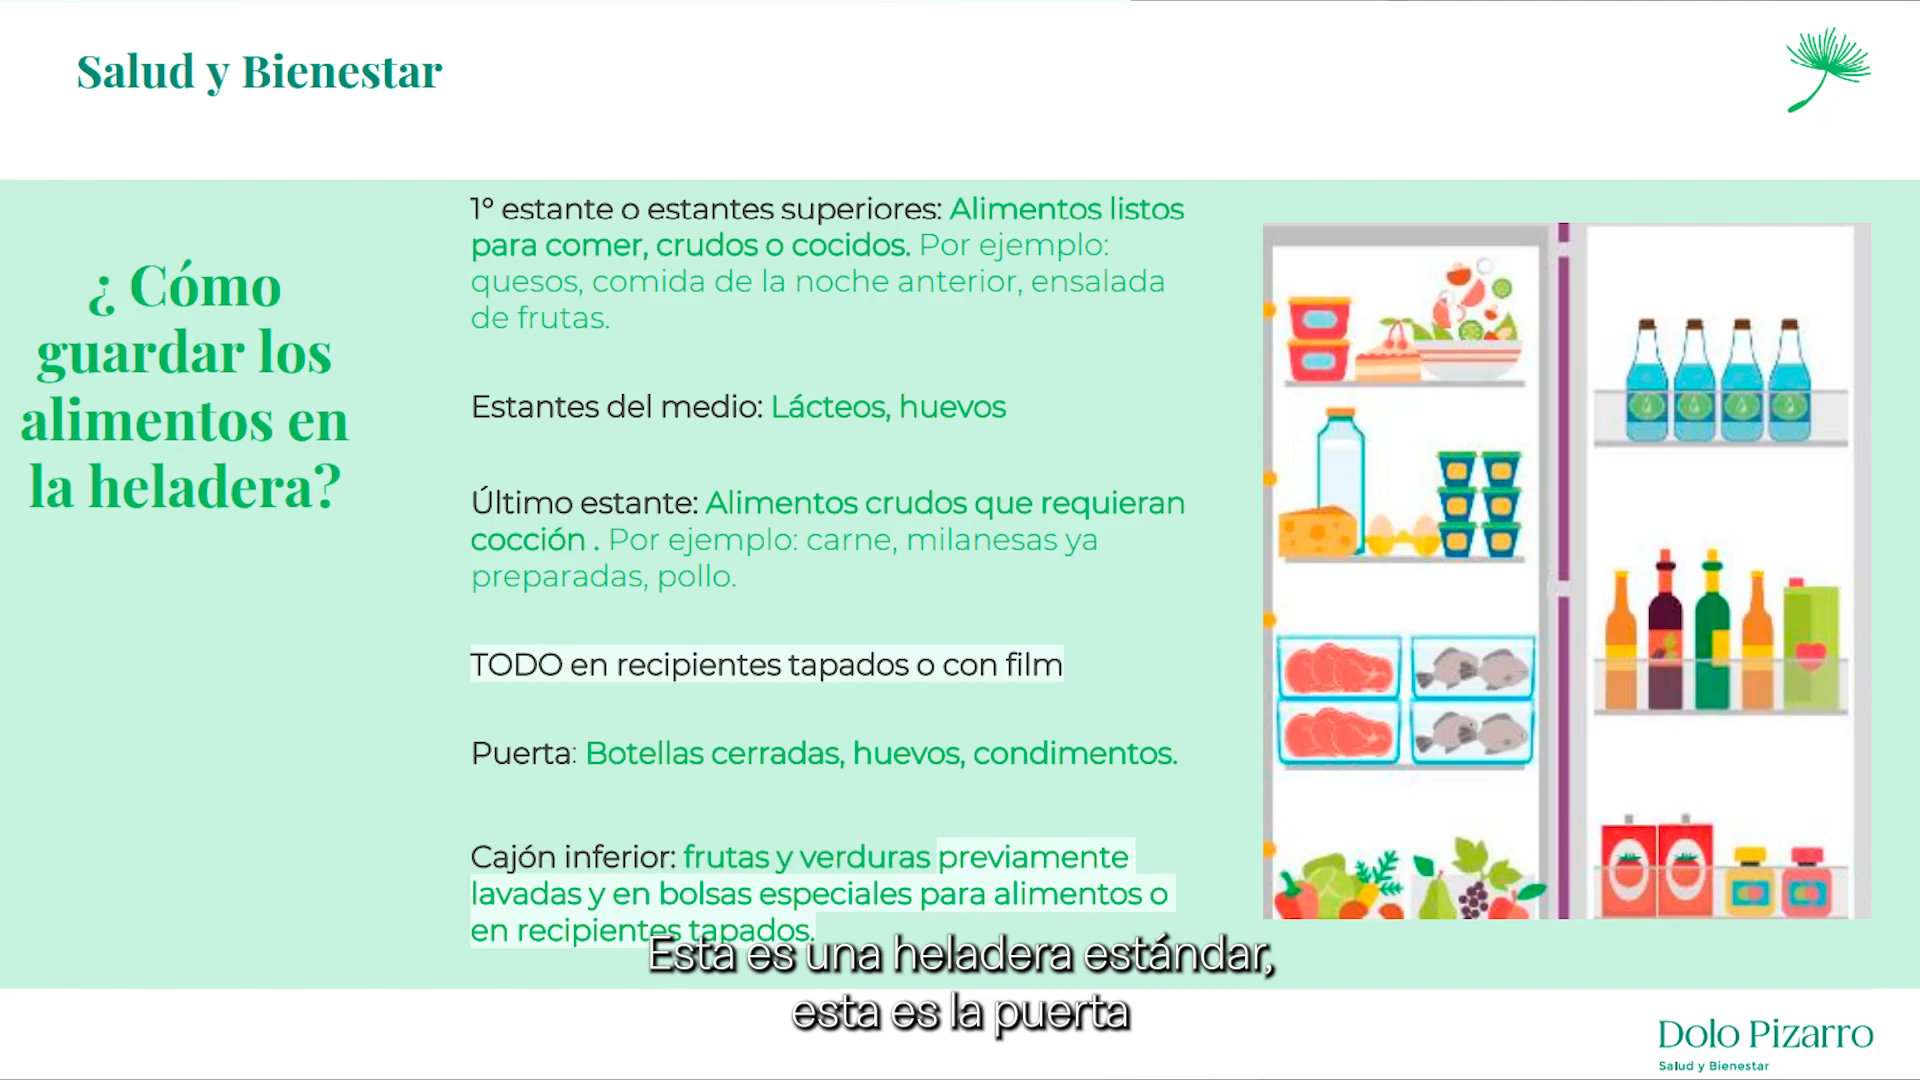 Salud y Bienestar
¿ Cómo
guardar los
alimentos en
la heladera?
1º estante o estantes superiores: Alimentos listos
para comer, crudos o cocidos. Por ejemplo:
quesos, comida de la noche anterior, ensalada
de frutas.
Estantes del medio: Lácteos, huevos
Último estante: Alimentos crudos que requieran
cocción . Por ejemplo: carne, milanesas ya
preparadas, pollo.
TODO en recipientes tapados o con film
Puerta: Botellas cerradas, huevos, condimentos.
Cajón inferior: frutas y verduras previamente
lavadas y en bolsas especiales para alimentos o
en recipientes tapados.
Esta es una heladera estándar,
esta es la puerta
Dolo Pizarro
Salud y Bienestar